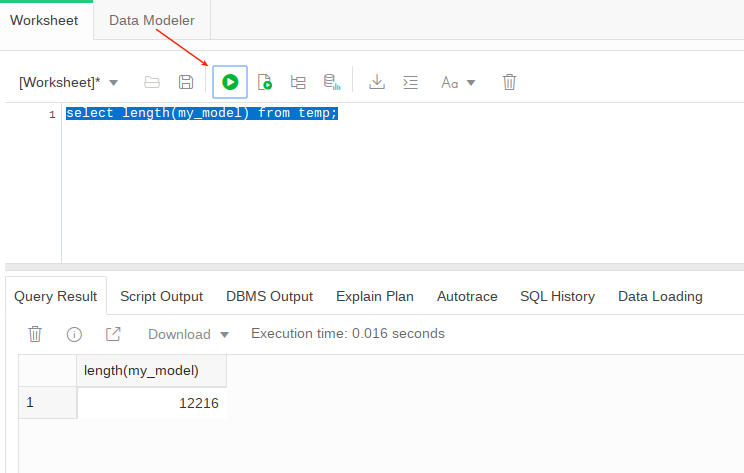 Worksheet Data Modeler
[Worksheet]* Aa
1 select length(my_model) from temp;
Query Result Script Output DBMS Output Explain Plan Autotrace SQL History Data Loading
Download Execution time: 0.016 seconds
length(my_model)
1 12216